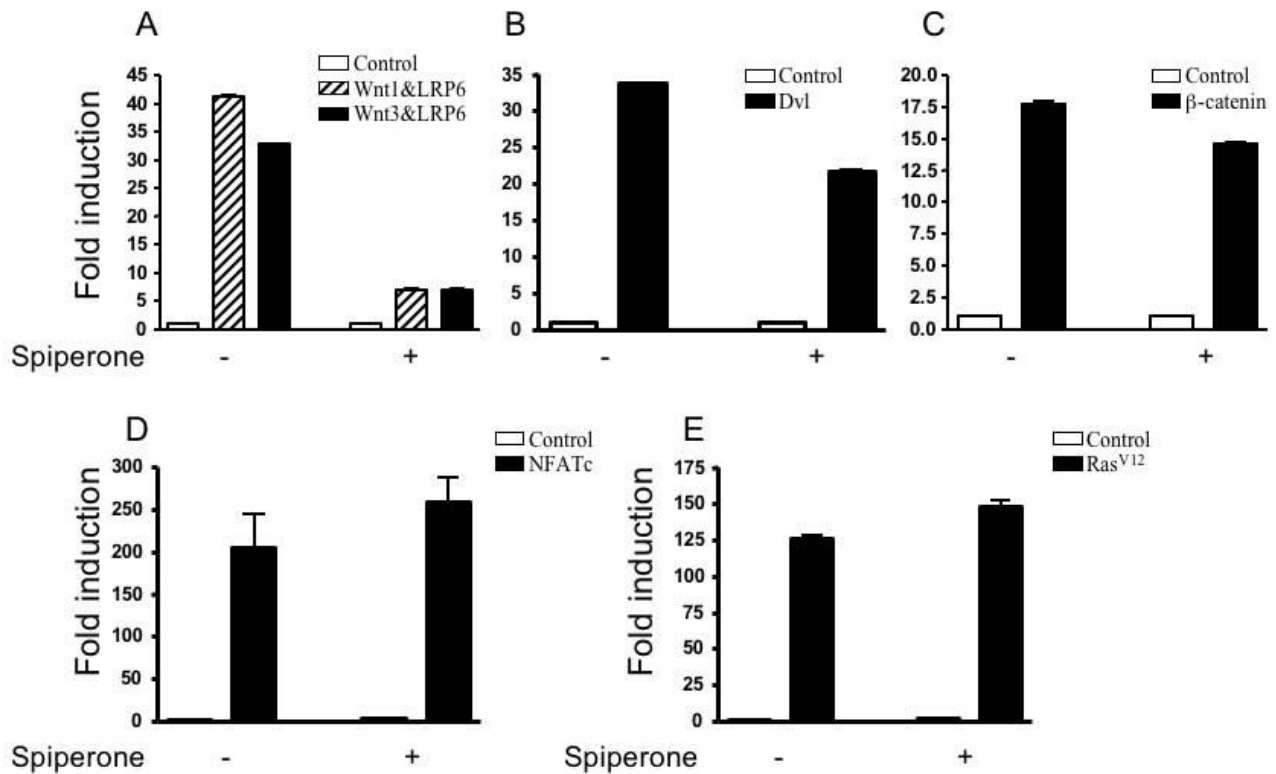 A
Control
Wnt1&LRP6
Wnt3&LRP6
Fold induction
45
40
35
30
25
20
15
10
5
0
B
Control
Dvl
35
30
25
20
15
10
5
0
C
Control
β-catenin
20.0
17.5
15.0
12.5
10.0
7.5
5.0
2.5
0.0
Spiperone - + - + - +
D
Control
NFATc
Fold induction
300
250
200
150
100
50
0
Spiperone - +
E
Control
Ras^V12
Fold induction
175
150
125
100
75
50
25
0
Spiperone - +